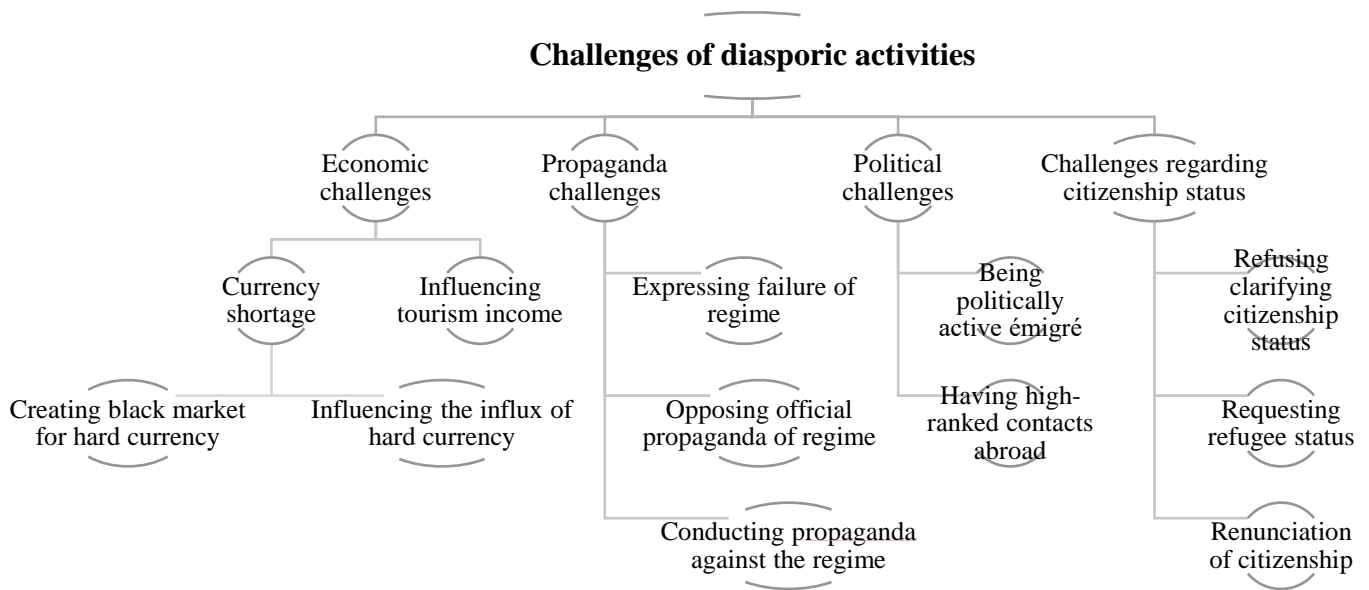 Challenges of diasporic activities
Economic
challenges
Propaganda
challenges
Political
challenges
Challenges regarding
citizenship status
Currency
shortage
Influencing
tourism income
Creating black market
for hard currency
Influencing the influx of
hard currency
Expressing failure of
regime
Opposing official
propaganda of regime
Conducting propaganda
against the regime
Being
politically
active émigré
Having high-
ranked contacts
abroad
Refusing
clarifying
citizenship
status
Requesting
refugee status
Renunciation
of citizenship